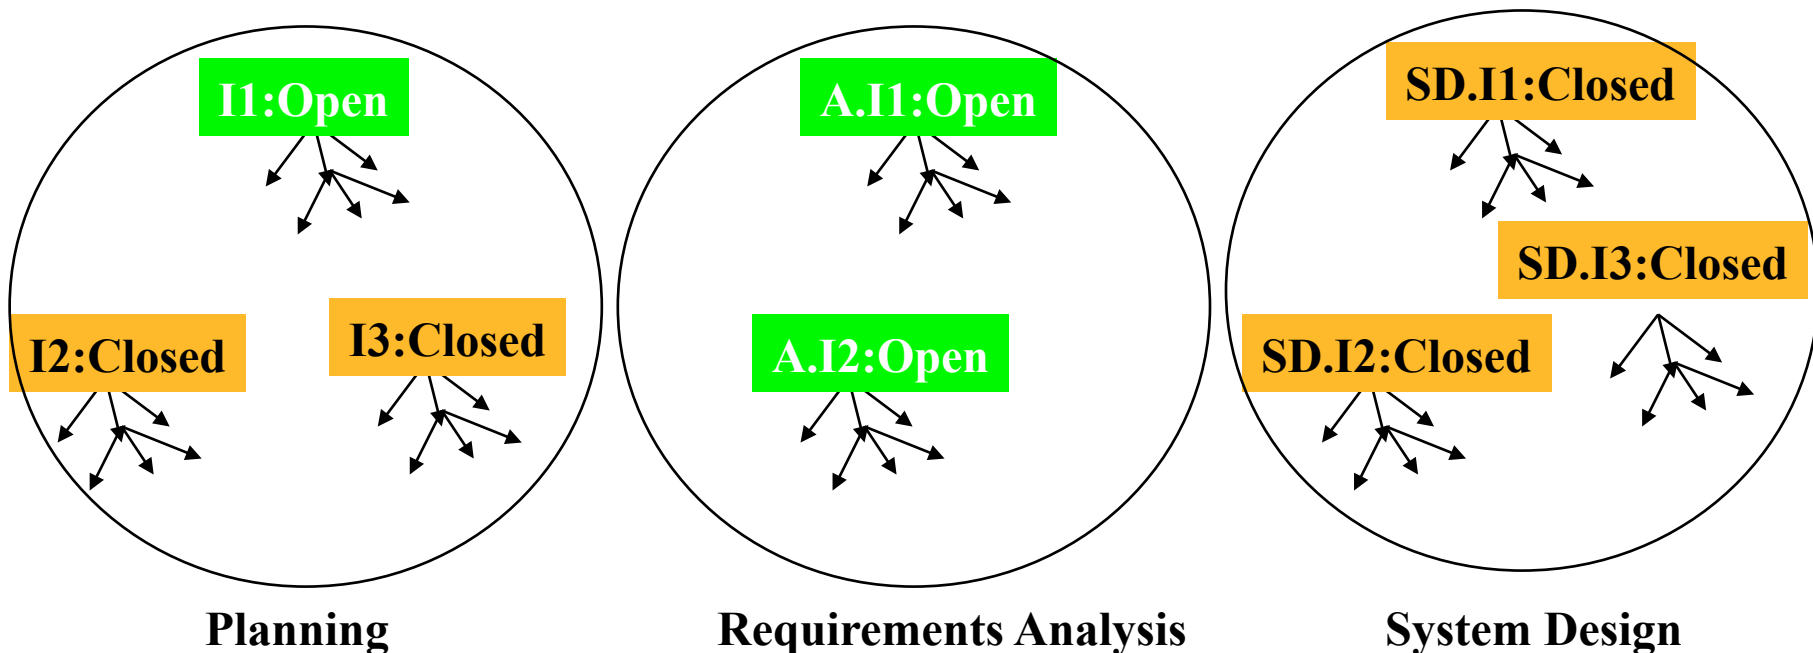 I1:Open
I2:Closed
I3:Closed
Planning
A.I1:Open
A.I2:Open
Requirements Analysis
SD.I1:Closed
SD.I3:Closed
SD.I2:Closed
System Design